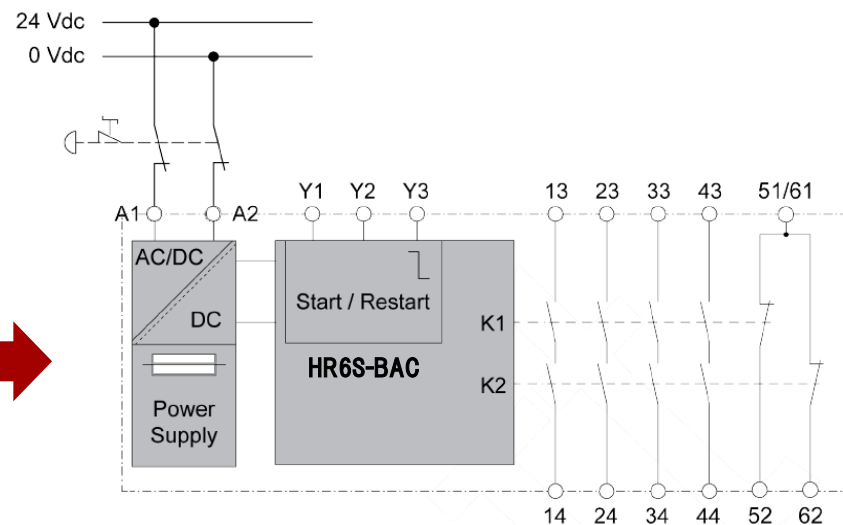 24 Vdc
0 Vdc
A1 A2 Y1 Y2 Y3 13 23 33 43 51/61
AC/DC
DC
Start / Restart
K1
HR6S-BAC
K2
Power
Supply
14 24 34 44 52 62